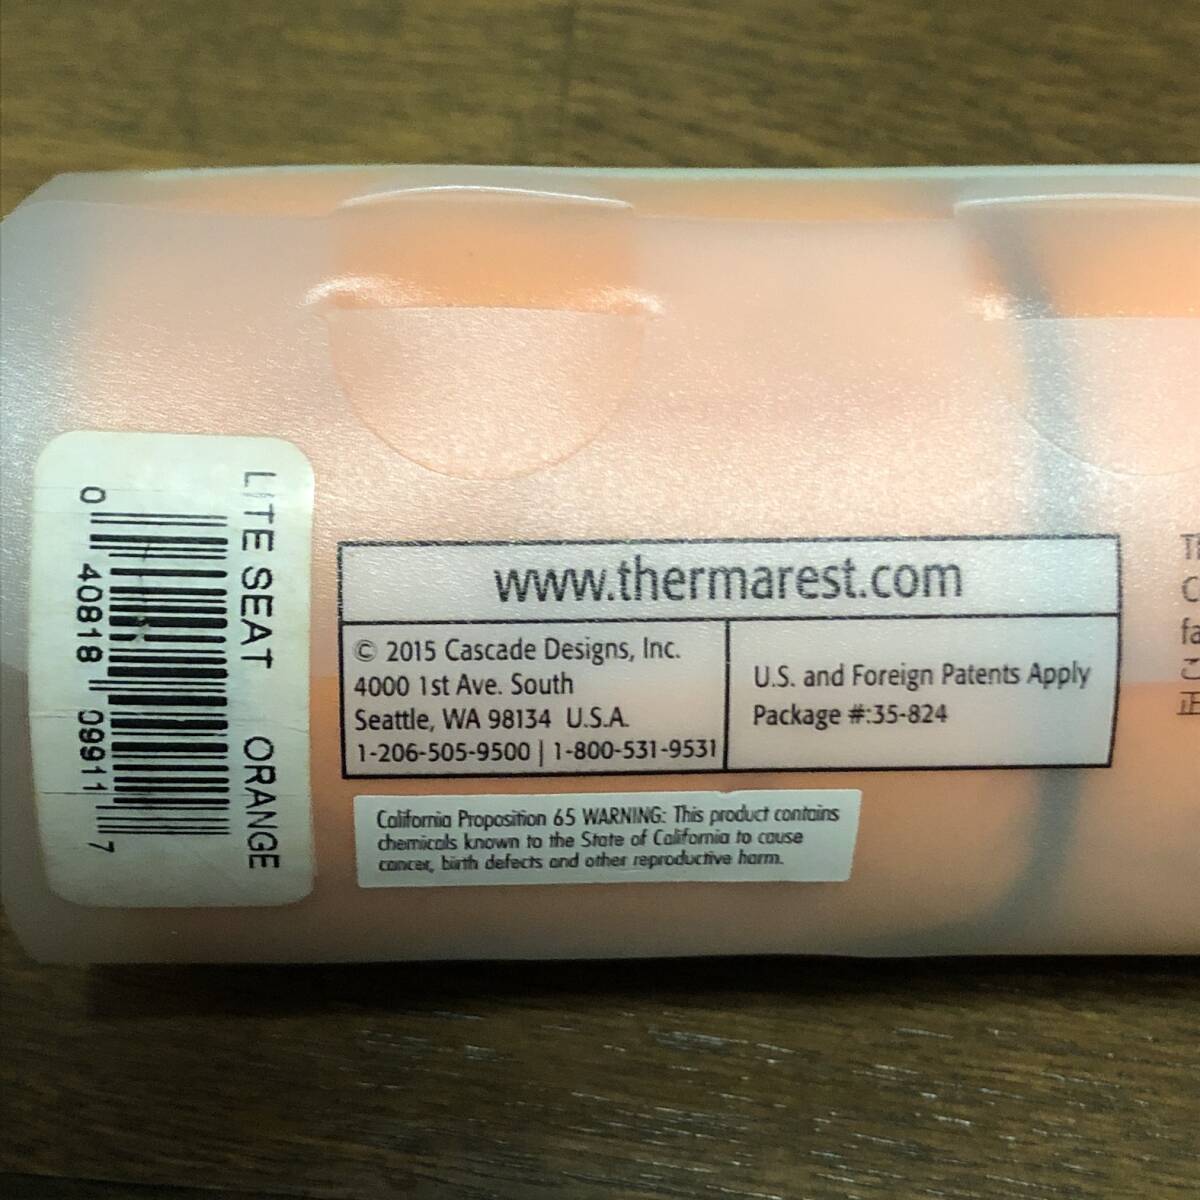 LITE SEAT ORANGE
0 40818 09911 7
www.thermarest.com
© 2015 Cascade Designs, Inc.
4000 1st Ave. South
Seattle, WA 98134 U.S.A.
1-206-505-9500 | 1-800-531-9531
U.S. and Foreign Patents Apply
Package #:35-824
California Proposition 65 WARNING: This product contains
chemicals known to the State of California to cause
cancer, birth defects and other reproductive harm.